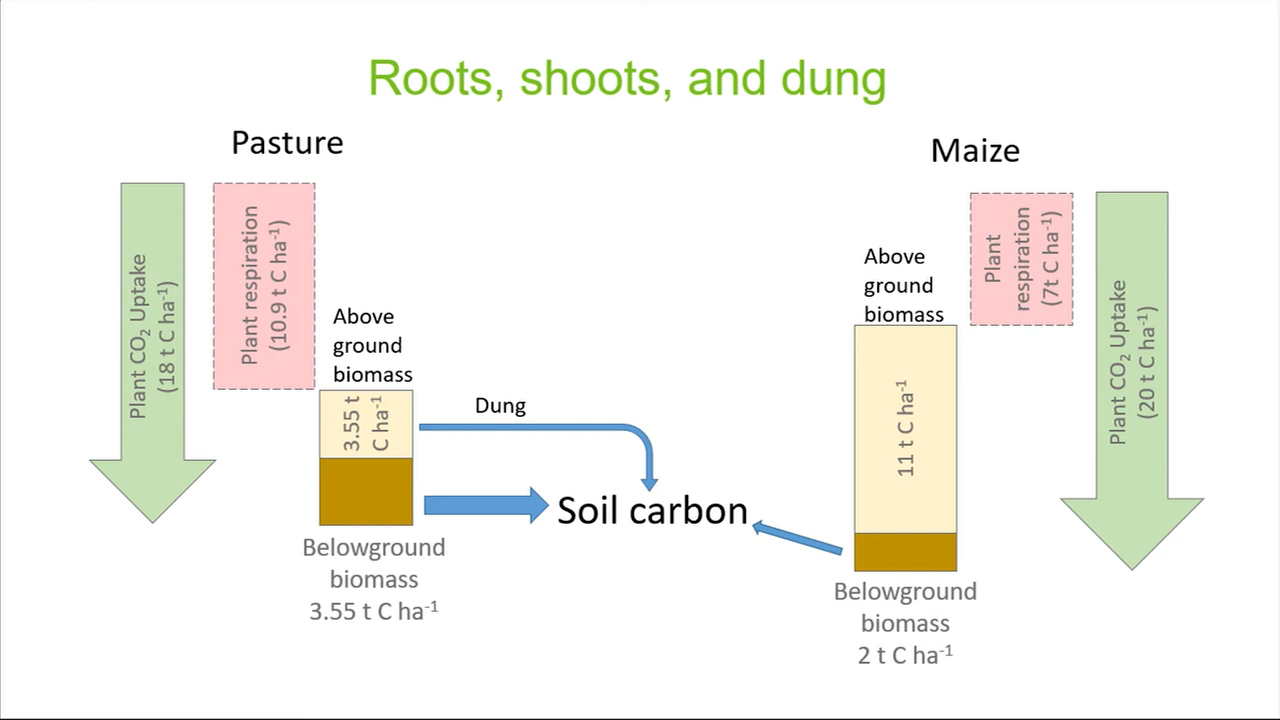 Roots, shoots, and dung
Pasture
Plant CO₂ Uptake
(18 t C ha⁻¹)
Plant respiration
(10.9 t C ha⁻¹)
Above
ground
biomass
3.55 t
C ha⁻¹
Belowground
biomass
3.55 t C ha⁻¹
Dung
Soil carbon
Maize
Above
ground
biomass
11 t C ha⁻¹
Belowground
biomass
2 t C ha⁻¹
Plant
respiration
(7t C ha⁻¹)
Plant CO₂ Uptake
(20 t C ha⁻¹)